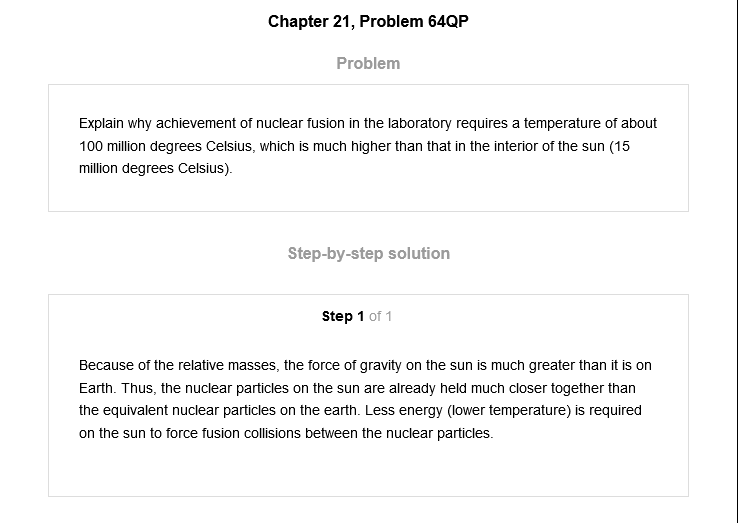 Chapter 21, Problem 64QP
Problem
Explain why achievement of nuclear fusion in the laboratory requires a temperature of about
100 million degrees Celsius, which is much higher than that in the interior of the sun (15
million degrees Celsius).
Step-by-step solution
Step 1 of 1
Because of the relative masses, the force of gravity on the sun is much greater than it is on
Earth. Thus, the nuclear particles on the sun are already held much closer together than
the equivalent nuclear particles on the earth. Less energy (lower temperature) is required
on the sun to force fusion collisions between the nuclear particles.